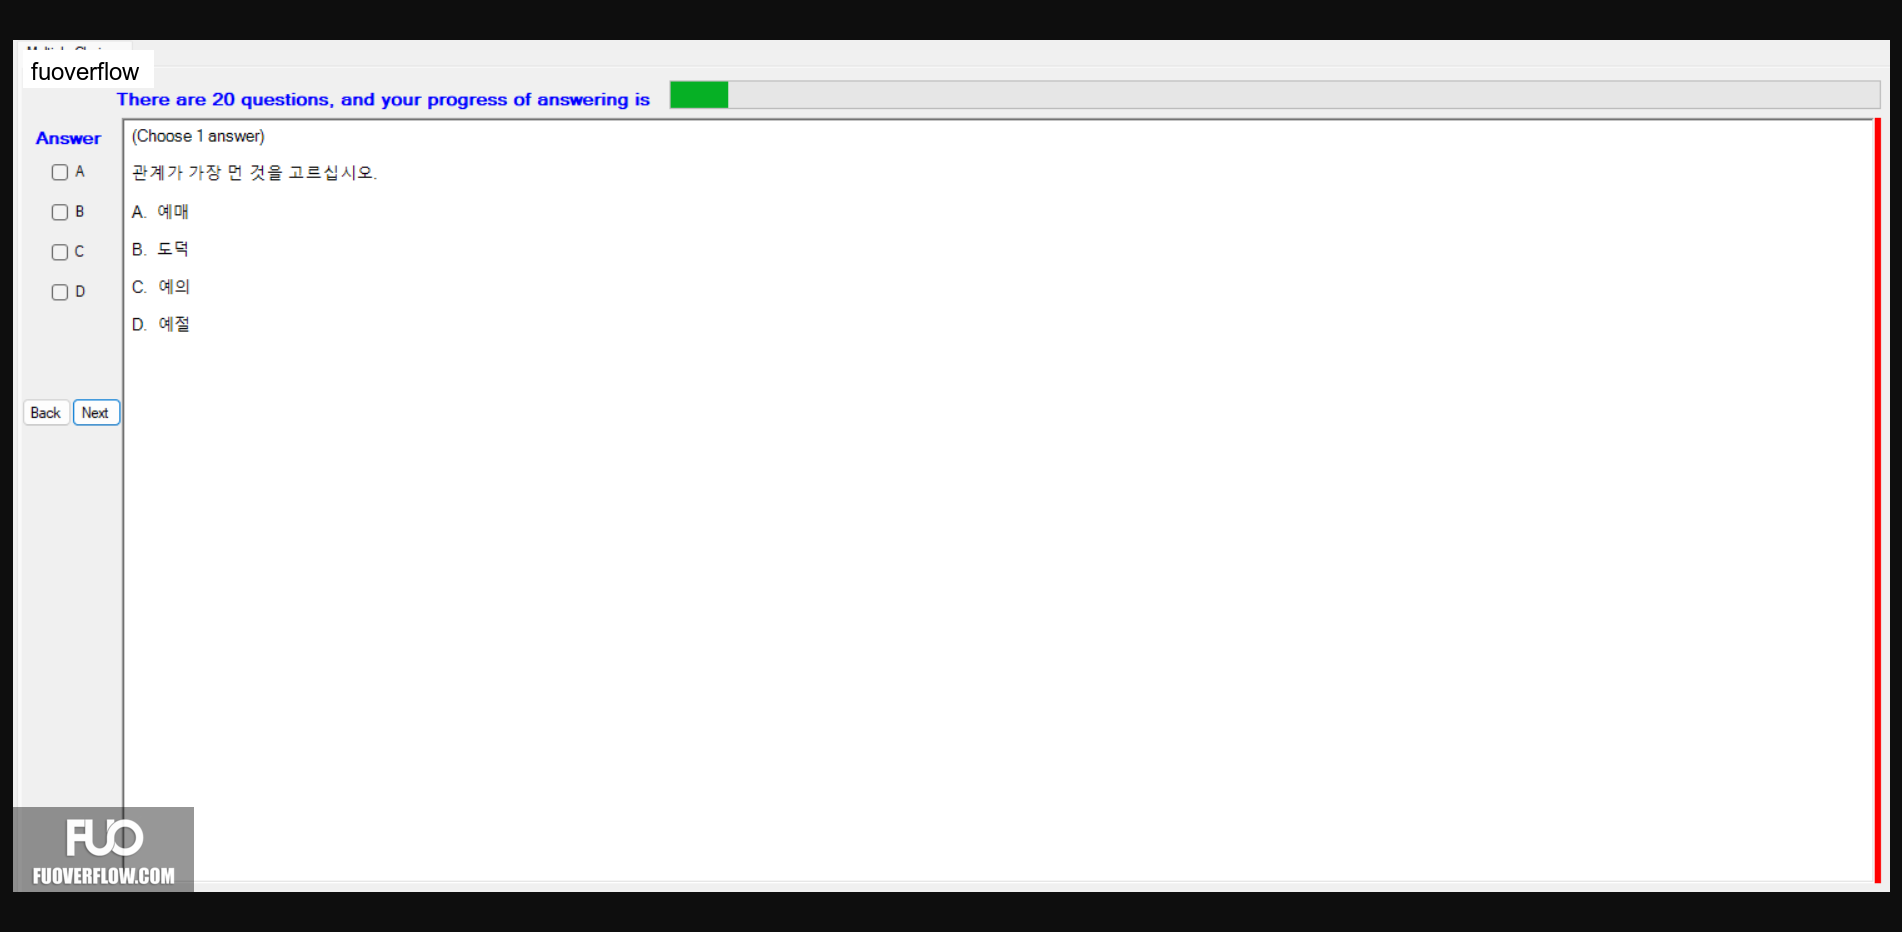 fuoverflow
There are 20 questions, and your progress of answering is
Answer
(Choose 1 answer)
A
관계가 가장 먼 것을 고르십시오.
B
A. 예매
C
B. 도덕
D
C. 예의
D. 예절
Back Next
FUO
FUOVERFLOW.COM